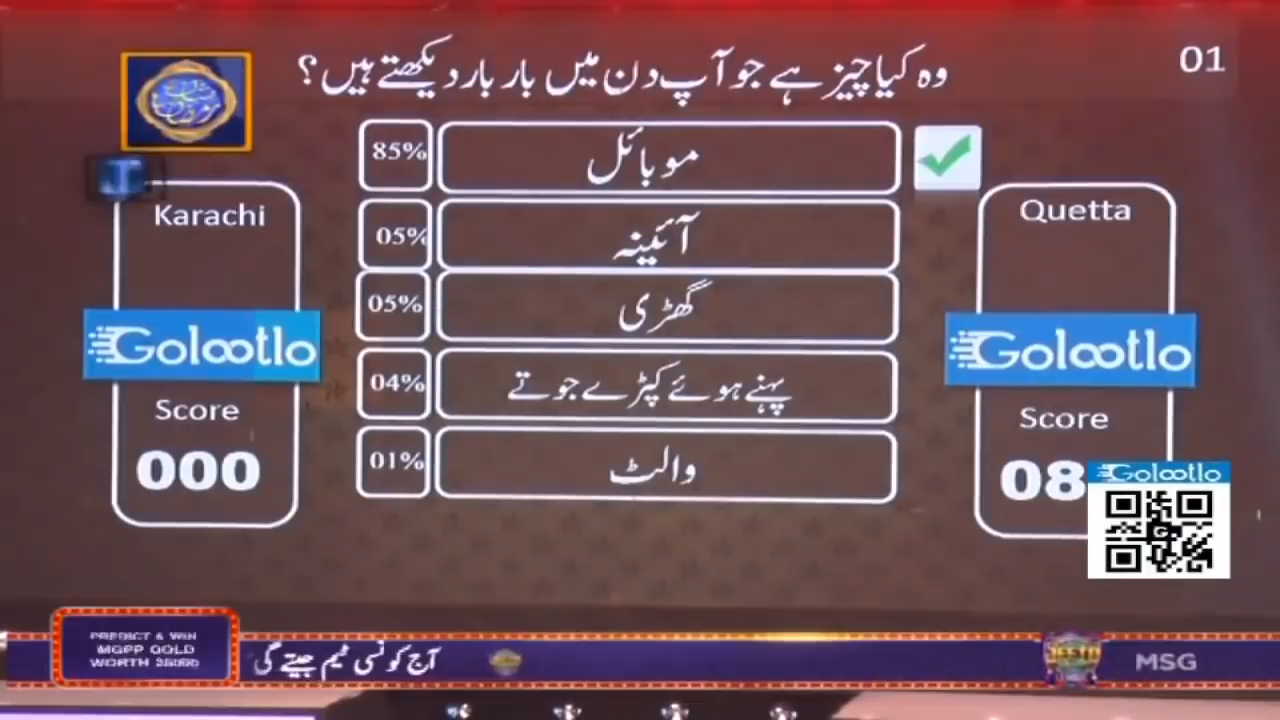 وہ کیا چیز ہے جو آپ دن میں بار بار دیکھتے ہیں؟
01
85% موبائل
05% آئینہ
05% گھڑی
04% پہنے ہوئے کپڑے جوتے
01% والٹ
Karachi
Golootlo
Score
000
Quetta
Golootlo
Score
08
Golootlo
PREDICT & WIN
GOLD
WORTH
آج کونسی ٹیم جیتے گی
MSG